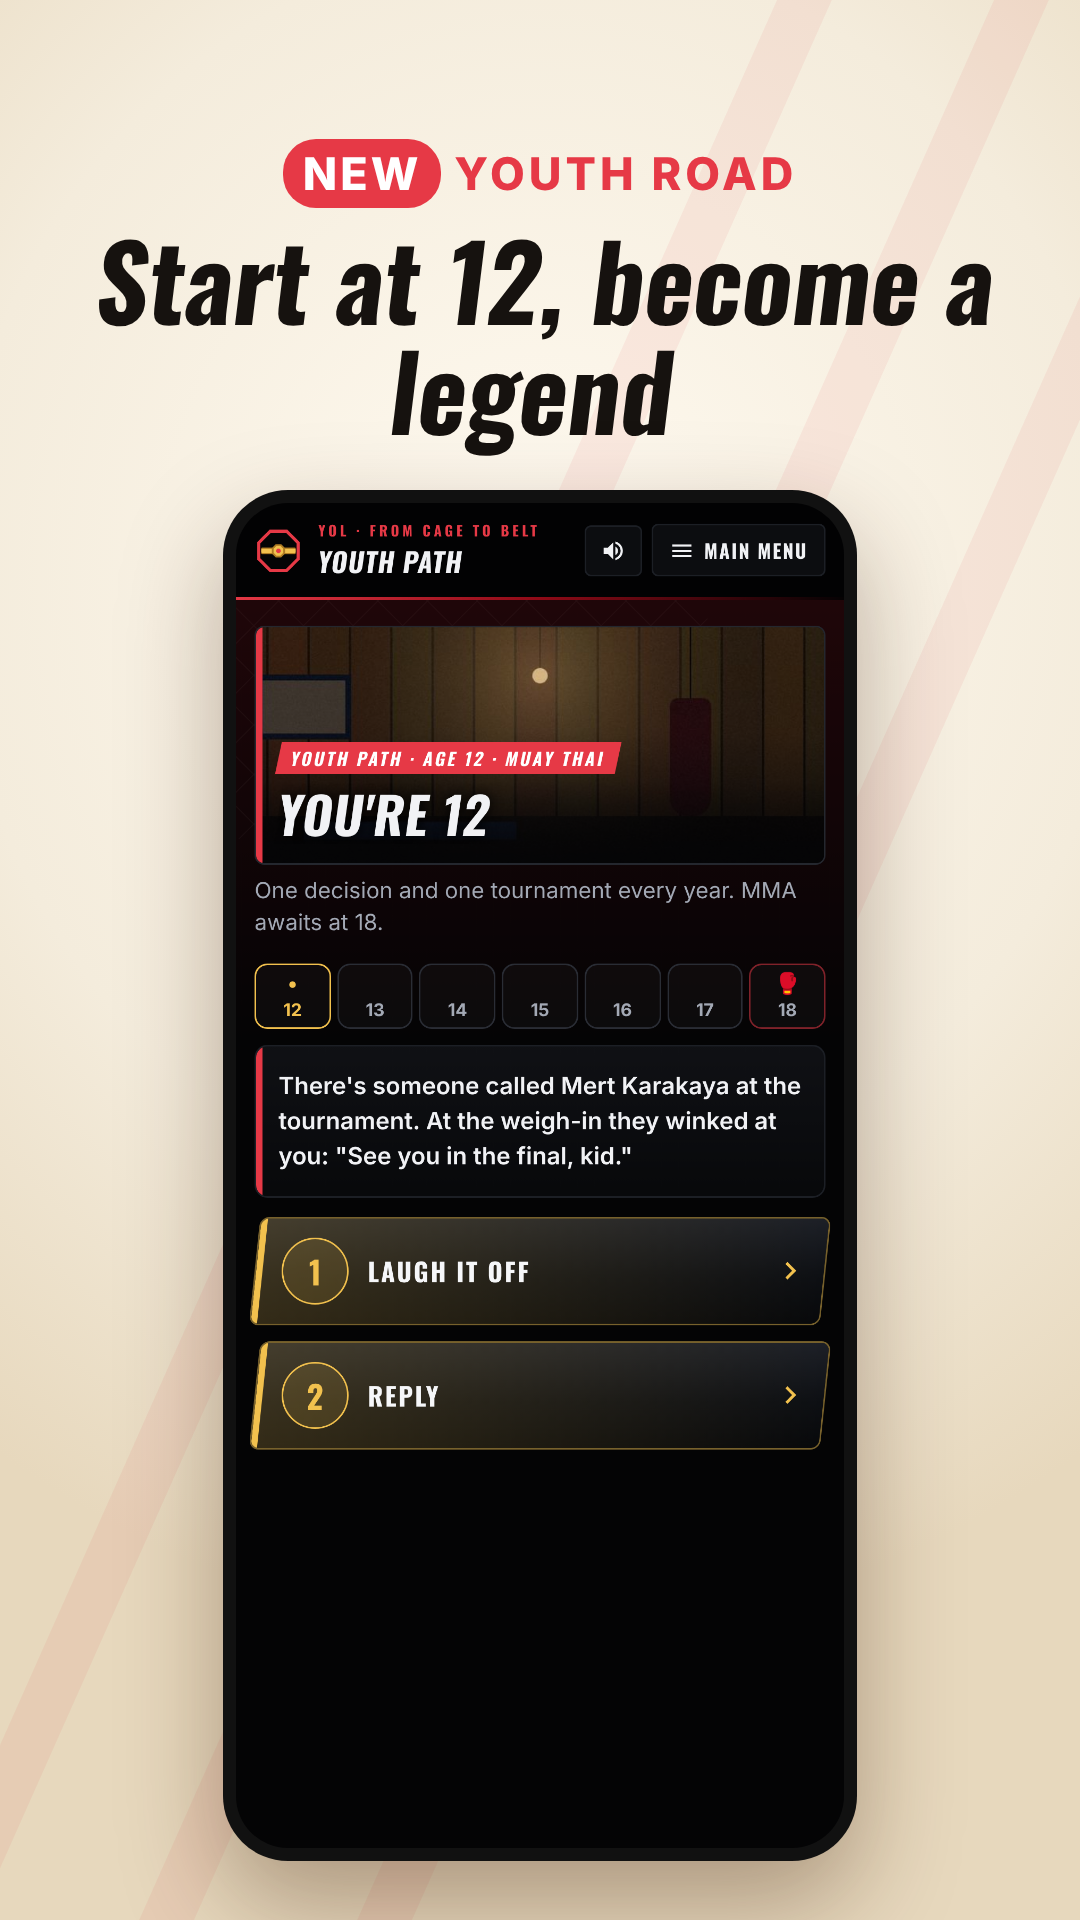 NEW YOUTH ROAD
Start at 12, become a
legend
YOL · FROM CAGE TO BELT
YOUTH PATH
MAIN MENU
YOUTH PATH · AGE 12 · MUAY THAI
YOU'RE 12
One decision and one tournament every year. MMA
awaits at 18.
12 13 14 15 16 17 18
There's someone called Mert Karakaya at the
tournament. At the weigh-in they winked at
you: "See you in the final, kid."
1 LAUGH IT OFF
2 REPLY